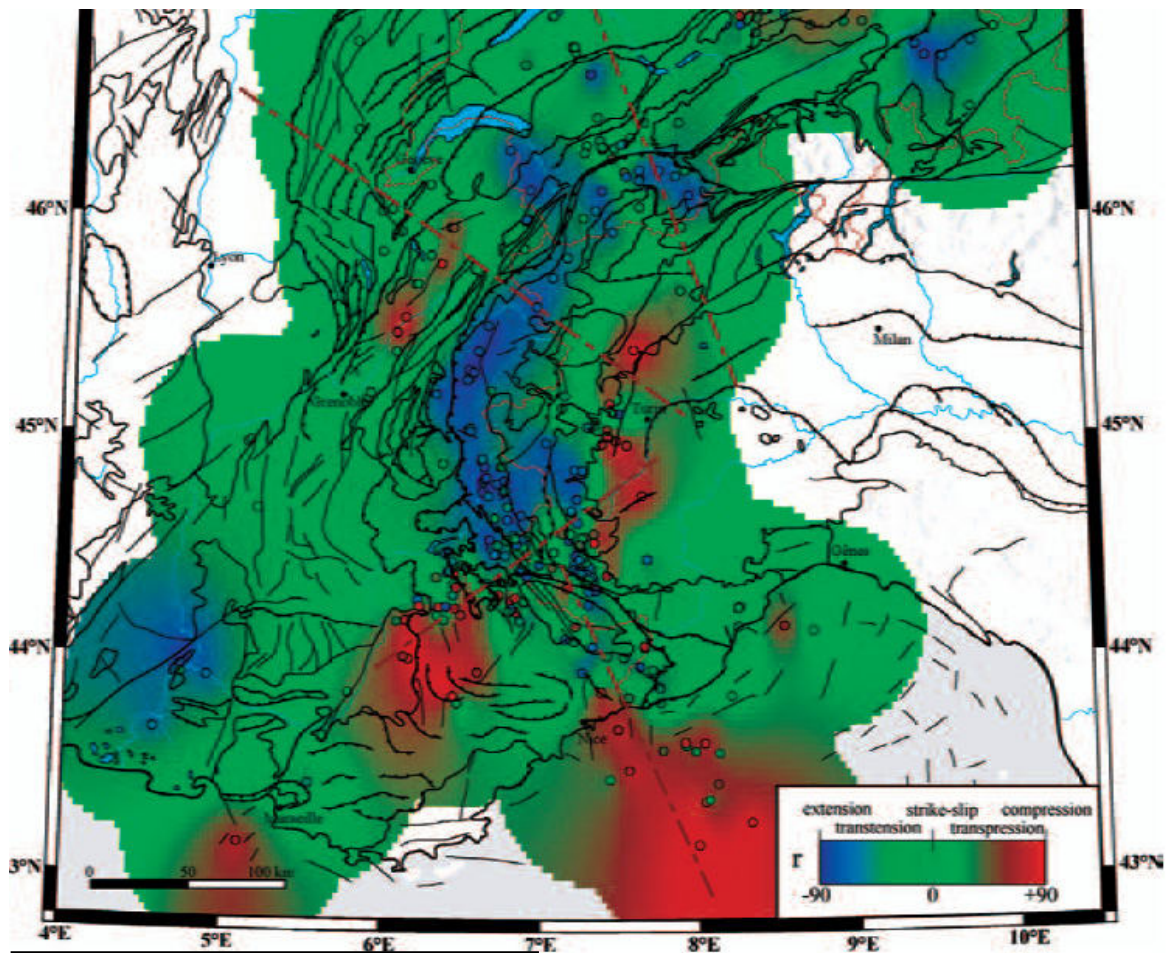 Genève
46°N
46°N
Lyon
Milan
Grenoble
Turin
45°N
45°N
Gênes
44°N
44°N
Nice
Marseille
extension strike-slip compression
transtension transpression
r
-90 0 +90
43°N
3°N
0 50 100 km
4°E 5°E 6°E 7°E 8°E 9°E 10°E